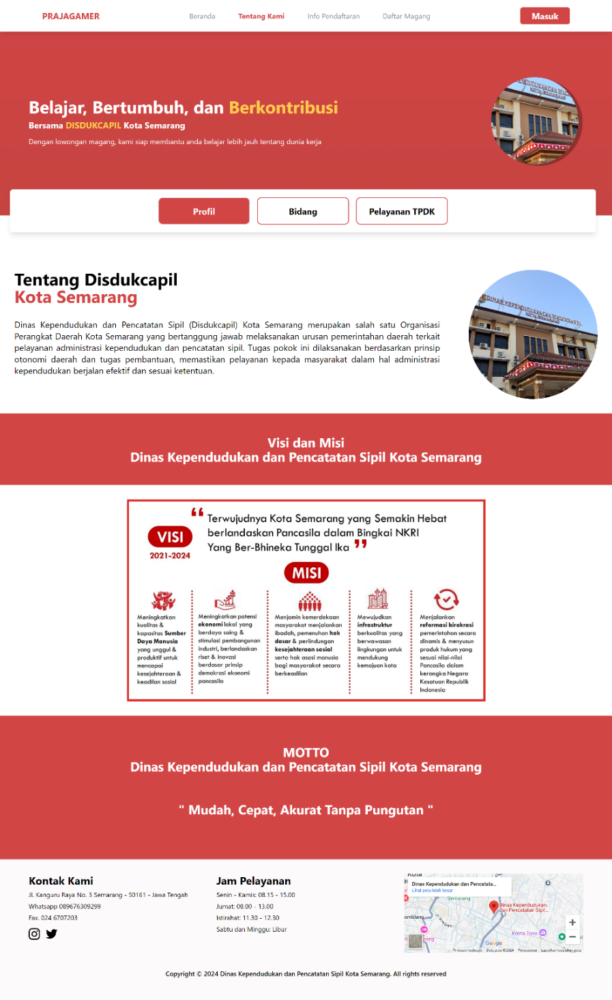 PRAJAGAMER
Beranda
Tentang Kami
Info Pendaftaran
Daftar Magang
Masuk
Belajar, Bertumbuh, dan Berkontribusi
Bersama DISDUKCAPIL Kota Semarang
Dengan lowongan magang, kami siap membantu anda belajar lebih jauh tentang dunia kerja
Profil
Bidang
Pelayanan TPDK
Tentang Disdukcapil
Kota Semarang
Dinas Kependudukan dan Pencatatan Sipil (Disdukcapil) Kota Semarang merupakan salah satu Organisasi
Perangkat Daerah Kota Semarang yang bertanggung jawab melaksanakan urusan pemerintahan daerah terkait
pelayanan administrasi kependudukan dan pencatatan sipil. Tugas pokok ini dilaksanakan berdasarkan prinsip
otonomi daerah dan tugas pembantuan, memastikan pelayanan kepada masyarakat dalam hal administrasi
kependudukan berjalan efektif dan sesuai ketentuan.
Visi dan Misi
Dinas Kependudukan dan Pencatatan Sipil Kota Semarang
VISI
2021-2024
“ Terwujudnya Kota Semarang yang Semakin Hebat
berlandaskan Pancasila dalam Bingkai NKRI
Yang Ber-Bhineka Tunggal Ika ”
MISI
Meningkatkan
kualitas &
kapasitas Sumber
Daya Manusia
yang unggul &
produktif untuk
mencapai
kesejahteraan &
keadilan sosial
Meningkatkan potensi
ekonomi lokal yang
berdaya saing &
stimulasi pembangunan
industri, berlandaskan
riset & inovasi
berdasar prinsip
demokrasi ekonomi
pancasila
Menjamin kemerdekaan
masyarakat menjalankan
ibadah, pemenuhan hak
dasar & perlindungan
kesejahteraan sosial
serta hak asasi manusia
bagi masyarakat secara
berkeadilan
Mewujudkan
infrastruktur
berkualitas yang
berwawasan
lingkungan untuk
mendukung
kemajuan kota
Menjalankan
reformasi birokrasi
pemerintahan secara
dinamis & menyusun
produk hukum yang
sesuai nilai-nilai
Pancasila dalam
kerangka Negara
Kesatuan Republik
Indonesia
MOTTO
Dinas Kependudukan dan Pencatatan Sipil Kota Semarang
" Mudah, Cepat, Akurat Tanpa Pungutan "
Kontak Kami
Jl. Kanguru Raya No. 3 Semarang - 50161 - Jawa Tengah
Whatsapp 089676309299
Fax. 024 6707203
Jam Pelayanan
Senin - Kamis: 08.15 - 15.00
Jumat: 08.00 - 13.00
Istirahat: 11.30 - 12.30
Sabtu dan Minggu: Libur
Dinas Kependudukan dan Pencatata...
Lihat peta lebih besar
Semarang
Dinas Kependudukan
dan Pencatatan Sipil...
Korta Toza
Google
Pintasan keyboard
Data peta ©2024
Persyaratan
Laporkan kesalahan peta
Copyright © 2024 Dinas Kependudukan dan Pencatatan Sipil Kota Semarang. All rights reserved